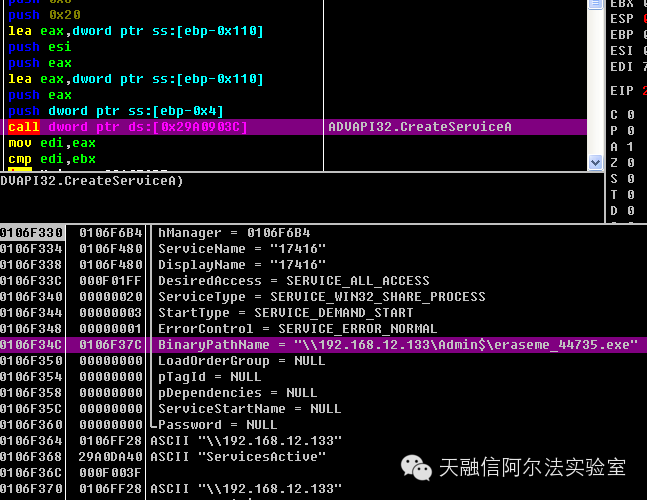 push 0x20
lea eax,dword ptr ss:[ebp-0x110]
push esi
push eax
lea eax,dword ptr ss:[ebp-0x110]
push eax
push dword ptr ss:[ebp-0x4]
call dword ptr ds:[0x29A0903C] ADVAPI32.CreateServiceA
mov edi,eax
cmp edi,ebx
DVAPI32.CreateServiceA)
EBX
ESP
EBP
ESI
EDI 7
EIP 2
C 0
P 0
A 1
Z 0
S 0
T 0
D 0
0106F330 0106F6B4 hManager = 0106F6B4
0106F334 0106F480 ServiceName = "17416"
0106F338 0106F480 DisplayName = "17416"
0106F33C 000F01FF DesiredAccess = SERVICE_ALL_ACCESS
0106F340 00000020 ServiceType = SERVICE_WIN32_SHARE_PROCESS
0106F344 00000003 StartType = SERVICE_DEMAND_START
0106F348 00000001 ErrorControl = SERVICE_ERROR_NORMAL
0106F34C 0106F37C BinaryPathName = "\\192.168.12.133\Admin$\eraseme_44735.exe"
0106F350 00000000 LoadOrderGroup = NULL
0106F354 00000000 pTagId = NULL
0106F358 00000000 pDependencies = NULL
0106F35C 00000000 ServiceStartName = NULL
0106F360 00000000 Password = NULL
0106F364 0106FF28 ASCII "\\192.168.12.133"
0106F368 29A0DA40 ASCII "ServicesActive"
0106F36C 000F003F
0106F370 0106FF28 ASCII "\\192.168.12.133"
天融信阿尔法实验室